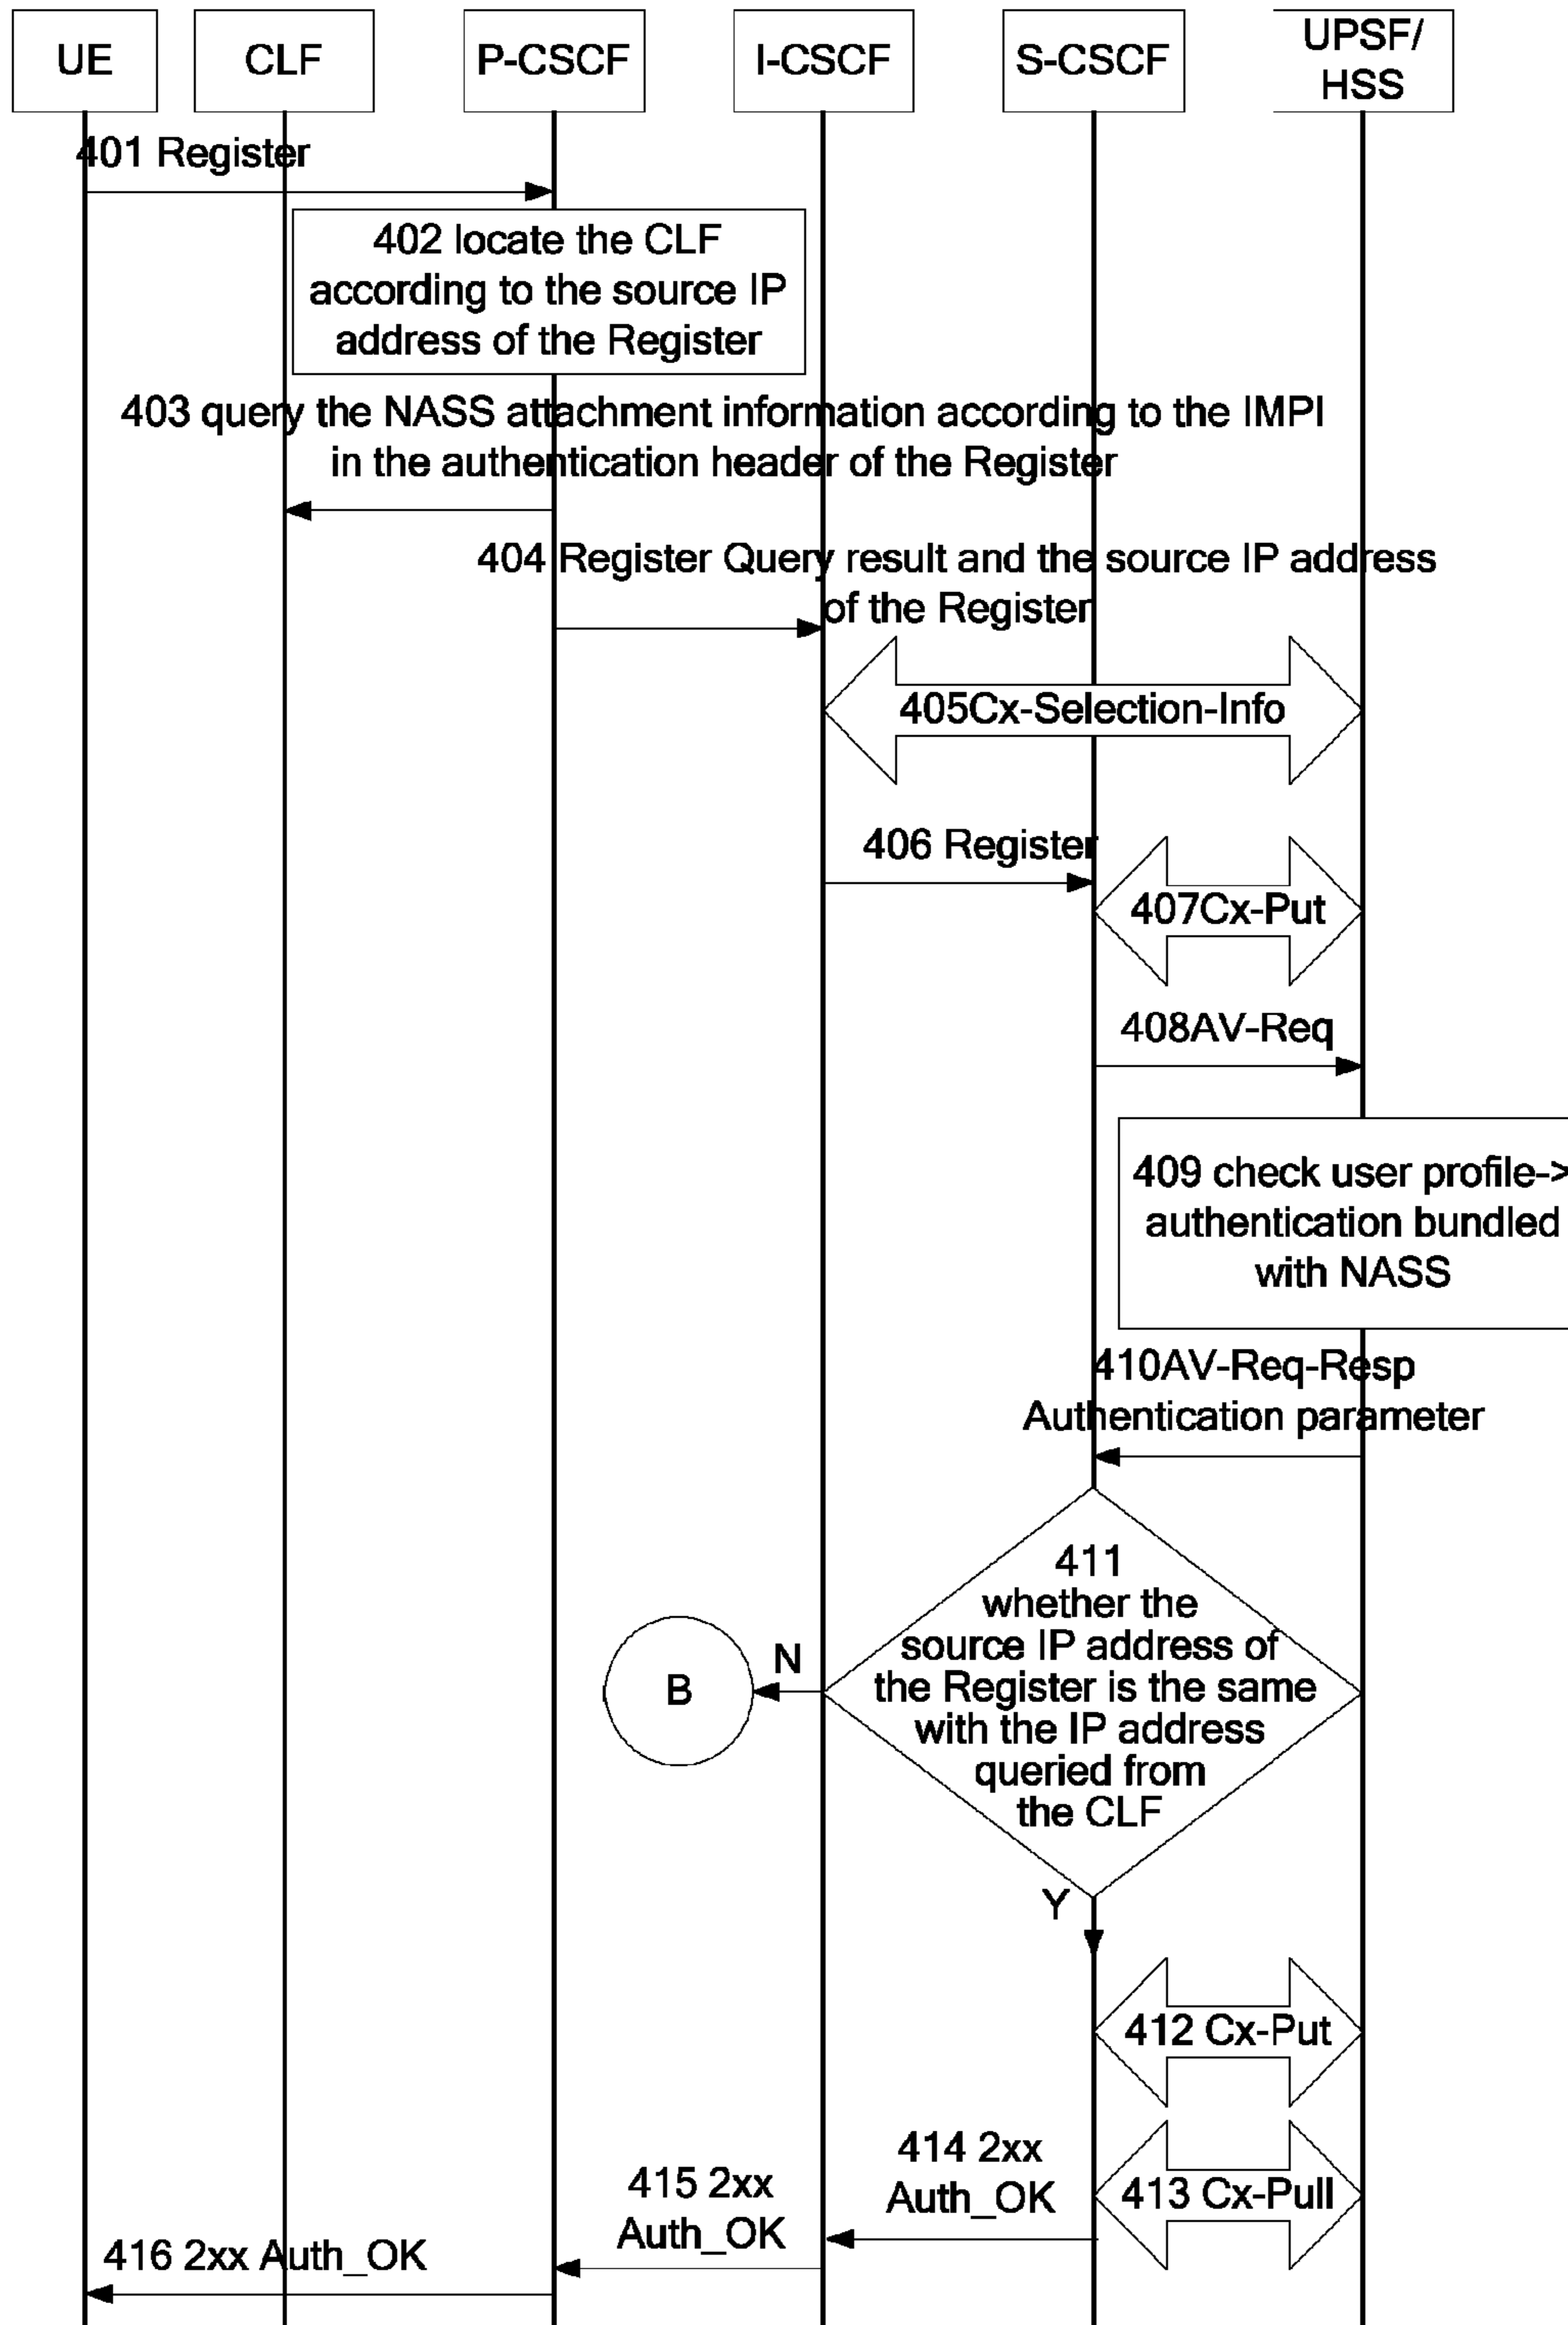 UE
CLF
P-CSCF
I-CSCF
S-CSCF
UPSF/
HSS
401 Register
402 locate the CLF
according to the source IP
address of the Register
403 query the NASS attachment information according to the IMPI
in the authentication header of the Register
404 Register Query result and the source IP address
of the Register
405Cx-Selection-Info
406 Register
407Cx-Put
408AV-Req
409 check user profile->
authentication bundled
with NASS
410AV-Req-Resp
Authentication parameter
411
whether the
source IP address of
the Register is the same
with the IP address
queried from
the CLF
N
B
Y
412 Cx-Put
413 Cx-Pull
414 2xx
Auth_OK
415 2xx
Auth_OK
416 2xx Auth_OK